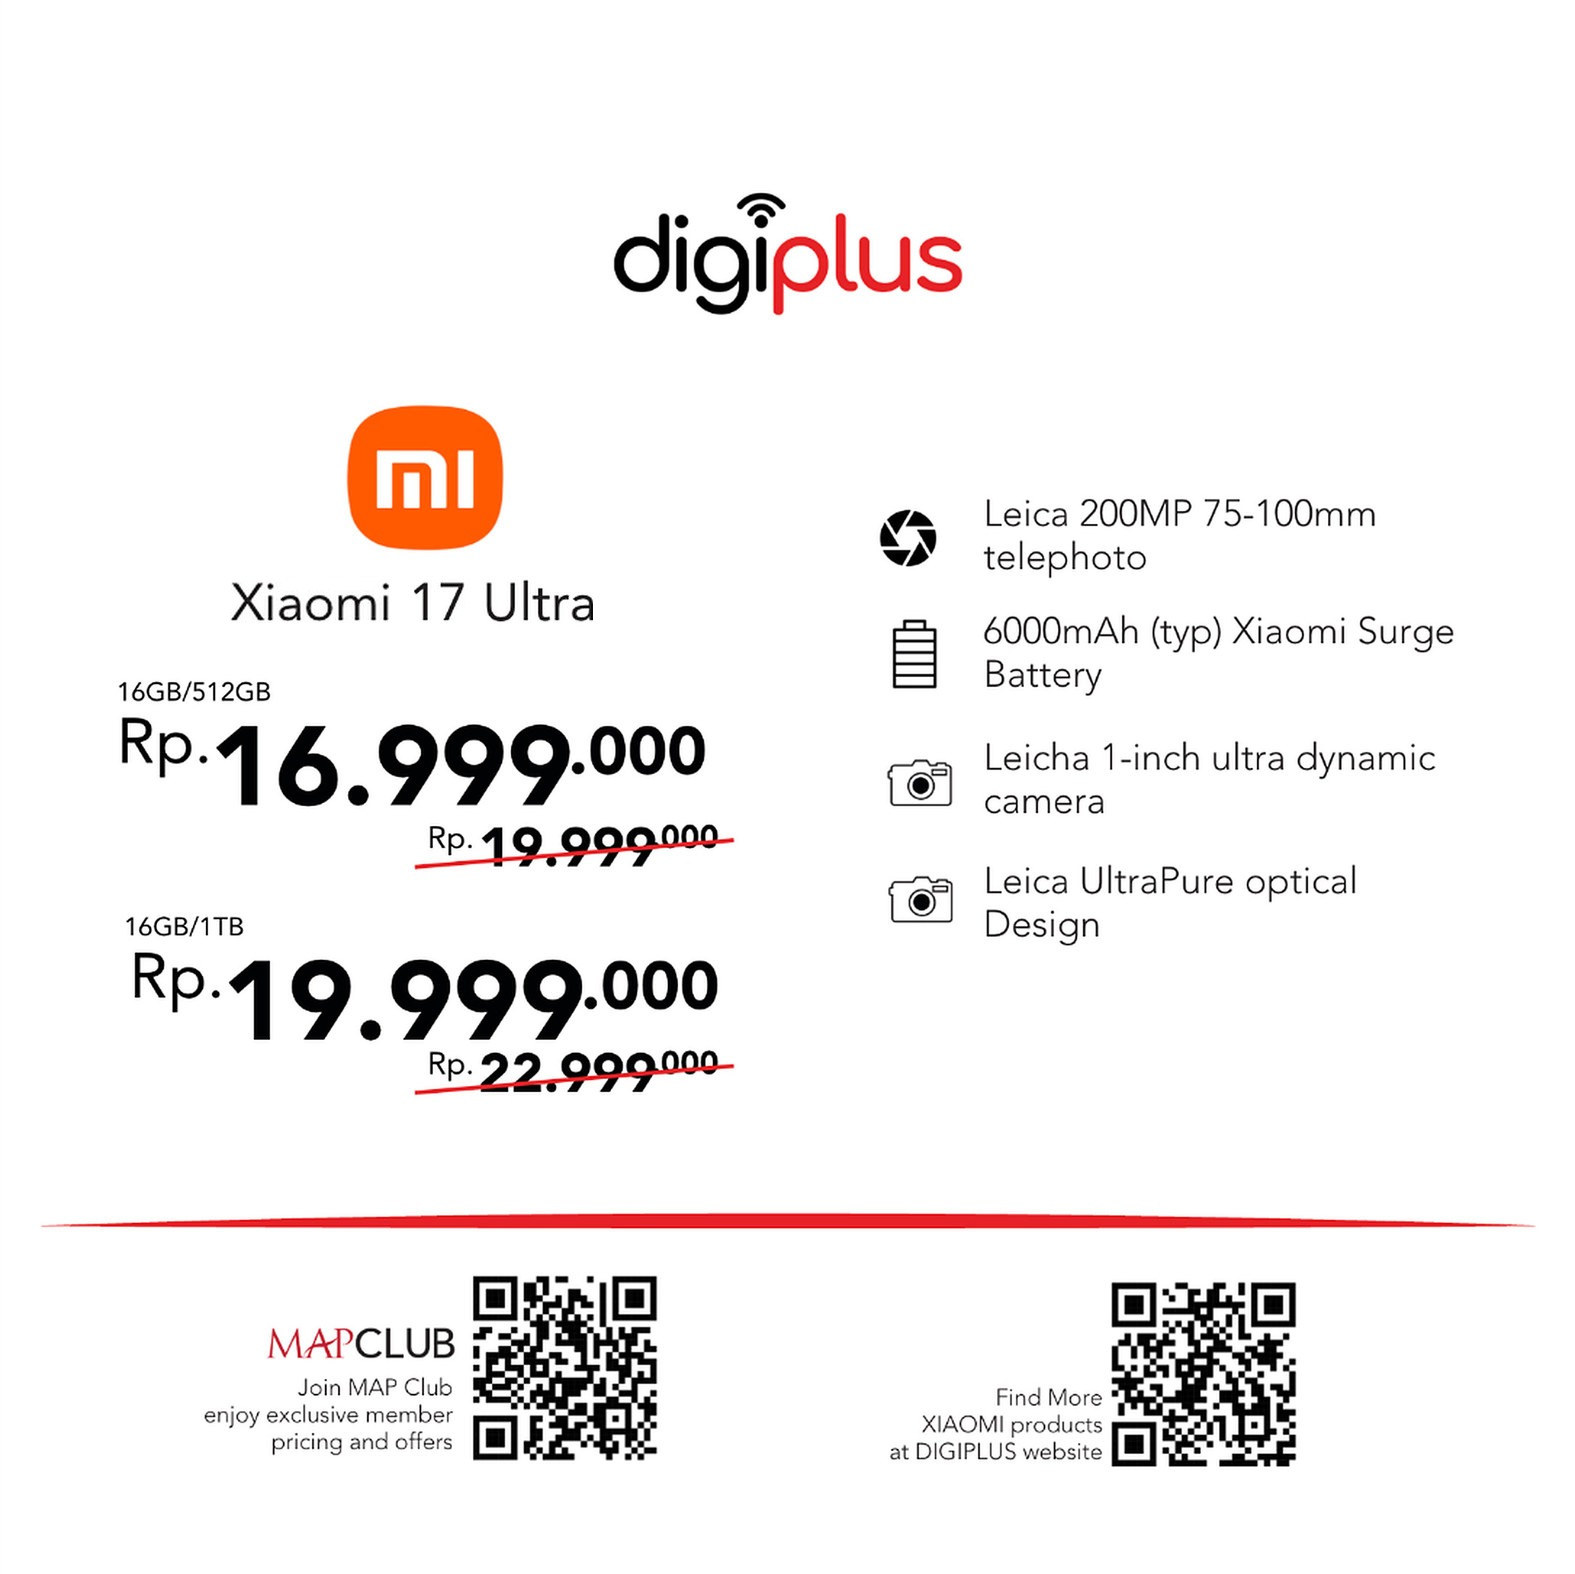 digiplus
mi
Xiaomi 17 Ultra
16GB/512GB
Rp.16.999.000
Rp. 19.999.000
16GB/1TB
Rp.19.999.000
Rp. 22.999.000
Leica 200MP 75-100mm
telephoto
6000mAh (typ) Xiaomi Surge
Battery
Leicha 1-inch ultra dynamic
camera
Leica UltraPure optical
Design
MAPCLUB
Join MAP Club
enjoy exclusive member
pricing and offers
Find More
XIAOMI products
at DIGIPLUS website